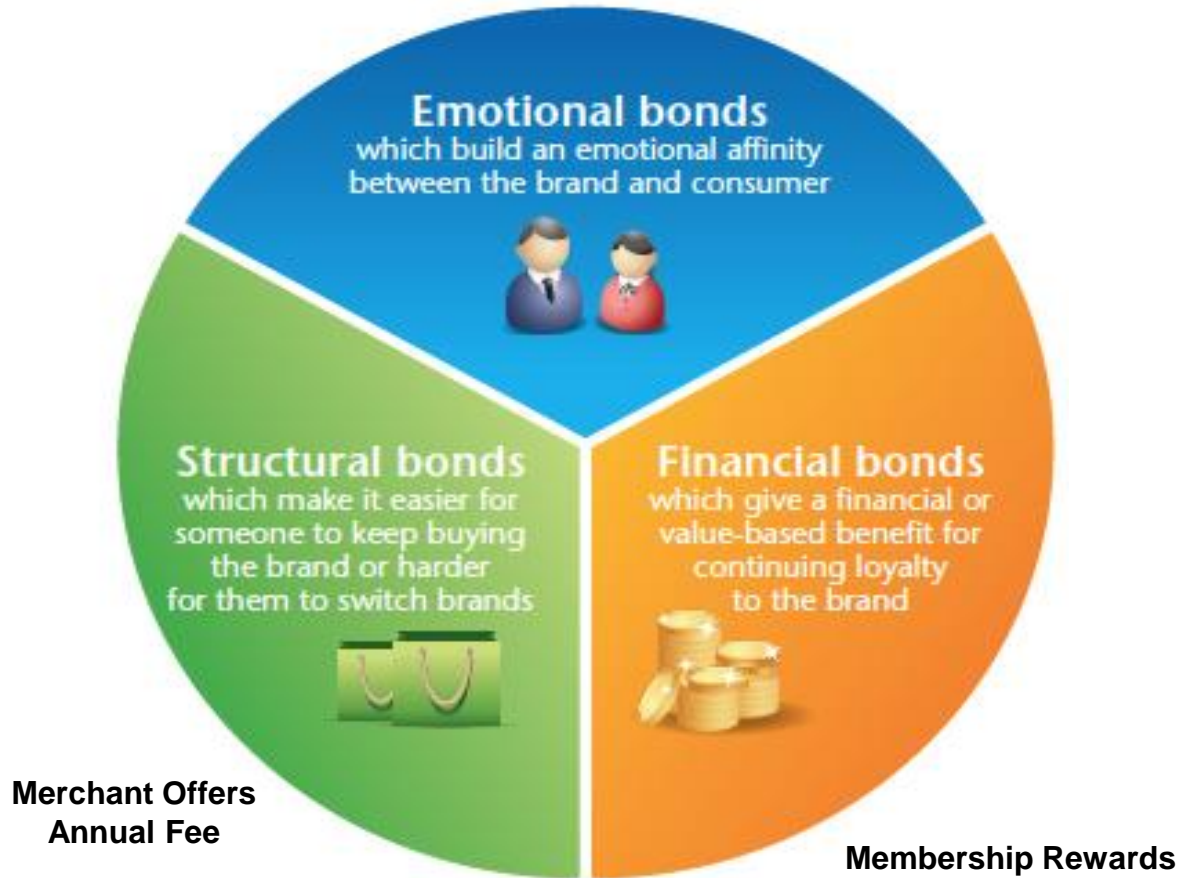 Emotional bonds
which build an emotional affinity
between the brand and consumer
Structural bonds
which make it easier for
someone to keep buying
the brand or harder
for them to switch brands
Financial bonds
which give a financial or
value-based benefit for
continuing loyalty
to the brand
Merchant Offers
Annual Fee
Membership Rewards